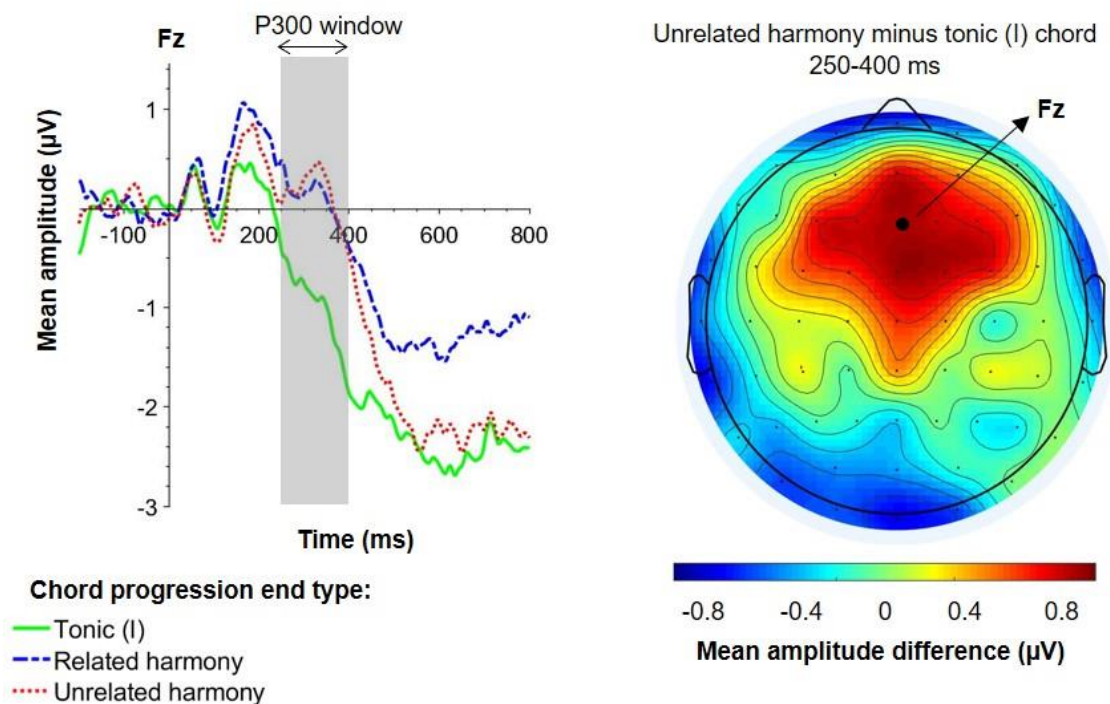 P300 window
Fz
Mean amplitude (µV)
1
-1
-2
-3
-100
200
400
600
800
Time (ms)
Chord progression end type:
Tonic (I)
Related harmony
Unrelated harmony
Unrelated harmony minus tonic (I) chord
250-400 ms
Fz
-0.8
-0.4
0
0.4
0.8
Mean amplitude difference (µV)